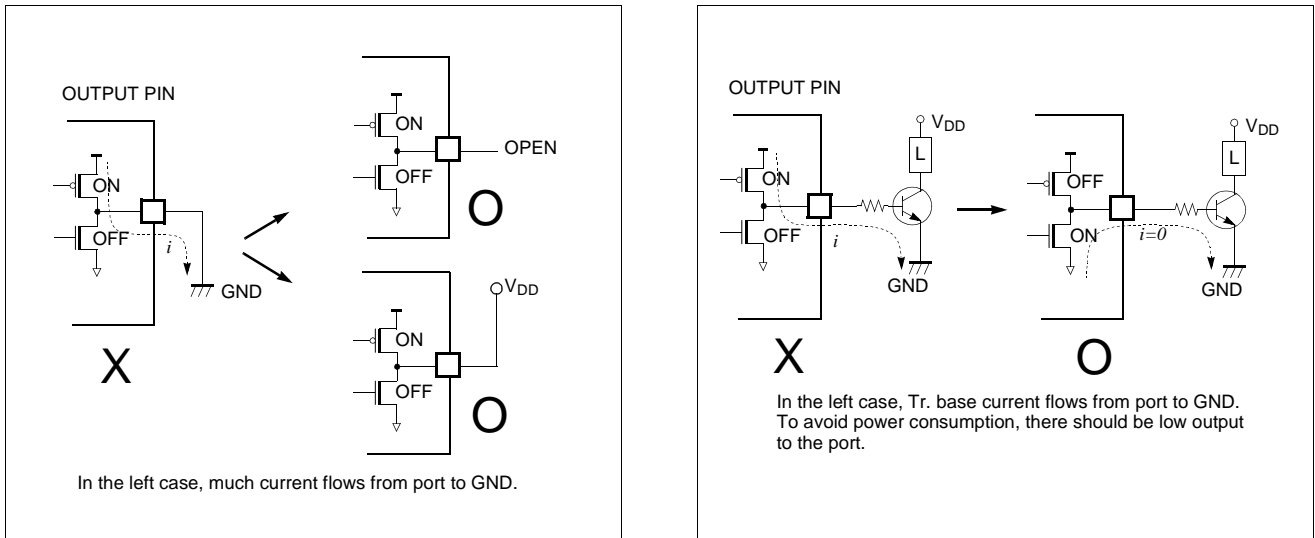 OUTPUT PIN
ON
OFF
i
GND
X
ON
OFF
OPEN
O
VDD
ON
OFF
O
In the left case, much current flows from port to GND.
OUTPUT PIN
VDD
L
ON
OFF
i
GND
X
VDD
L
OFF
ON
i=0
GND
O
In the left case, Tr. base current flows from port to GND.
To avoid power consumption, there should be low output
to the port.